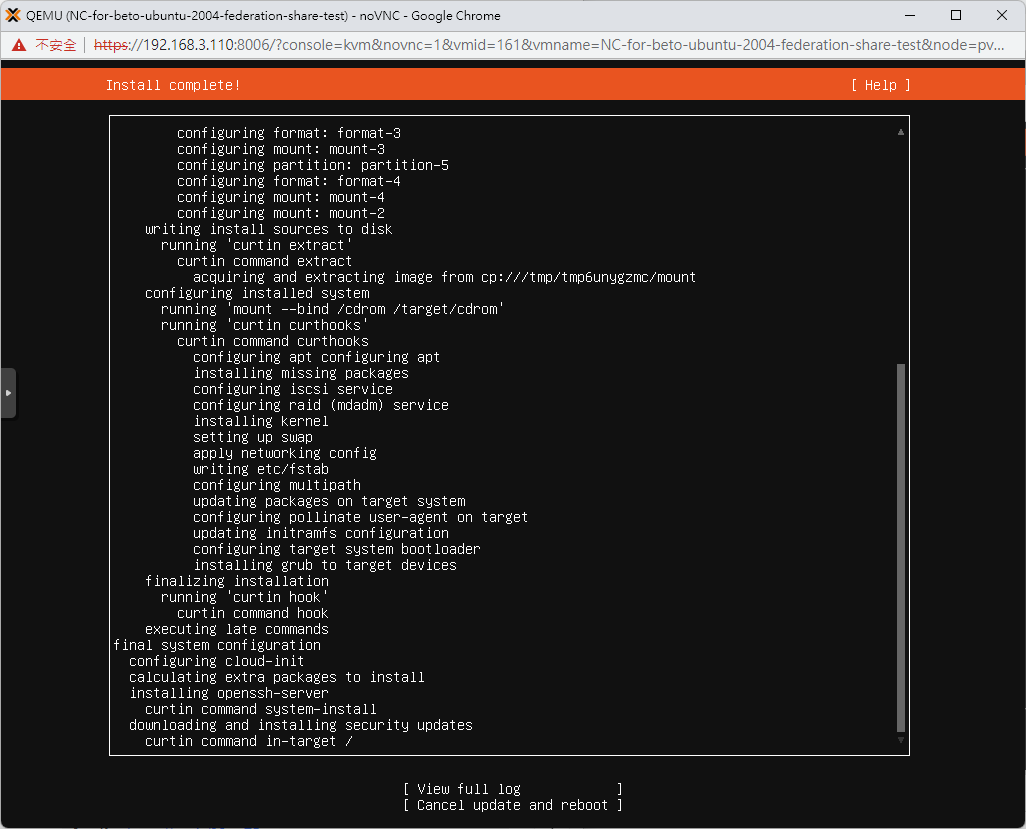 QEMU (NC-for-beto-ubuntu-2004-federation-share-test) - noVNC - Google Chrome
不安全 | https://192.168.3.110:8006/?console=kvm&novnc=1&vmid=161&vmname=NC-for-beto-ubuntu-2004-federation-share-test&node=pv...
Install complete! [ Help ]
configuring format: format-3
configuring mount: mount-3
configuring partition: partition-5
configuring format: format-4
configuring mount: mount-4
configuring mount: mount-2
writing install sources to disk
running 'curtin extract'
curtin command extract
acquiring and extracting image from cp:///tmp/tmp6unygzmc/mount
configuring installed system
running 'mount --bind /cdrom /target/cdrom'
running 'curtin curthooks'
curtin command curthooks
configuring apt configuring apt
installing missing packages
configuring iscsi service
configuring raid (mdadm) service
installing kernel
setting up swap
apply networking config
writing etc/fstab
configuring multipath
updating packages on target system
configuring pollinate user-agent on target
updating initramfs configuration
configuring target system bootloader
installing grub to target devices
finalizing installation
running 'curtin hook'
curtin command hook
executing late commands
final system configuration
configuring cloud-init
calculating extra packages to install
installing openssh-server
curtin command system-install
downloading and installing security updates
curtin command in-target /
[ View full log ]
[ Cancel update and reboot ]